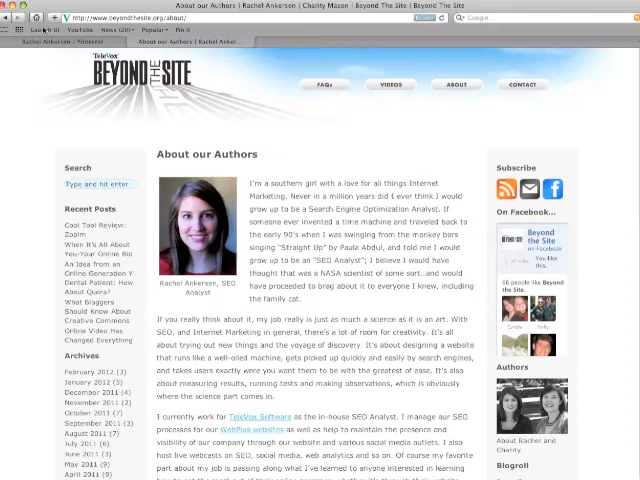 About our Authors | Rachel Ankersen | Charity Mason | Beyond The Site | Beyond The Site
http://www.beyondthesite.org/about/
Reader
Google
YouTube
News (20)
Popular
Pin It
Rachel Ankersen / Pinterest
About our Authors | Rachel Anker...
TeleVox
BEYOND THE SITE
FAQs
VIDEOS
ABOUT
CONTACT
Search
Type and hit enter
Recent Posts
Cool Tool Review:
Zopim
When It's All About
You-Your Online Bio
An Idea from an
Online Generation Y
Dental Patient: How
About Quora?
What Bloggers
Should Know About
Creative Commons
Online Video Has
Changed Everything
Archives
February 2012 (3)
January 2012 (5)
December 2011 (4)
November 2011 (2)
October 2011 (7)
September 2011 (3)
August 2011 (7)
July 2011 (6)
June 2011 (3)
May 2011 (9)
April 2011 (9)
About our Authors
Rachel Ankersen, SEO
Analyst
I'm a southern girl with a love for all things Internet
Marketing. Never in a million years did I ever think I would
grow up to be a Search Engine Optimization Analyst. If
someone ever invented a time machine and traveled back to
the early 90's when I was swinging from the monkey bars
singing "Straight Up" by Paula Abdul, and told me I would
grow up to be an "SEO Analyst"; I believe I would have
thought that was a NASA scientist of some sort...and would
have proceeded to brag about it to everyone I knew, including
the family cat.
If you really think about it, my job really is just as much a science as it is an art. With
SEO, and Internet Marketing in general, there's a lot of room for creativity. It's all
about trying out new things and the voyage of discovery. It's about designing a website
that runs like a well-oiled machine, gets picked up quickly and easily by search engines,
and takes users exactly were you want them to be with the greatest of ease. It's also
about measuring results, running tests and making observations, which is obviously
where the science part comes in.
I currently work for TeleVox Software as the in-house SEO Analyst. I manage our SEO
processes for our WebPlus websites as well as help to maintain the presence and
visibility of our company through our website and various social media outlets. I also
host live webcasts on SEO, social media, web analytics and so on. Of course my favorite
part about my job is passing along what I've learned to anyone interested in learning
Subscribe
On Facebook...
Beyond
the Site
on Facebook
You like
this.
66 people like Beyond
the Site.
Authors
About Rachel and
Charity
Blogroll